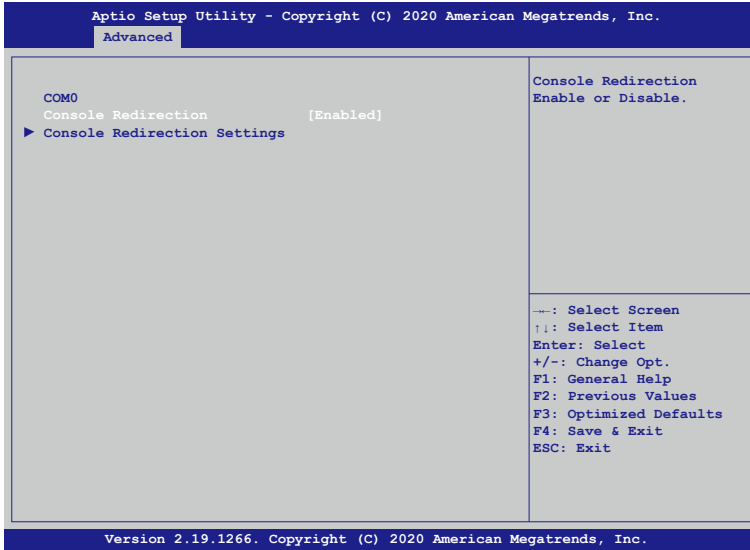 Aptio Setup Utility - Copyright (C) 2020 American Megatrends, Inc.
Advanced
COM0
Console Redirection [Enabled]
► Console Redirection Settings
Console Redirection
Enable or Disable.
→←: Select Screen
↑↓: Select Item
Enter: Select
+/-: Change Opt.
F1: General Help
F2: Previous Values
F3: Optimized Defaults
F4: Save & Exit
ESC: Exit
Version 2.19.1266. Copyright (C) 2020 American Megatrends, Inc.